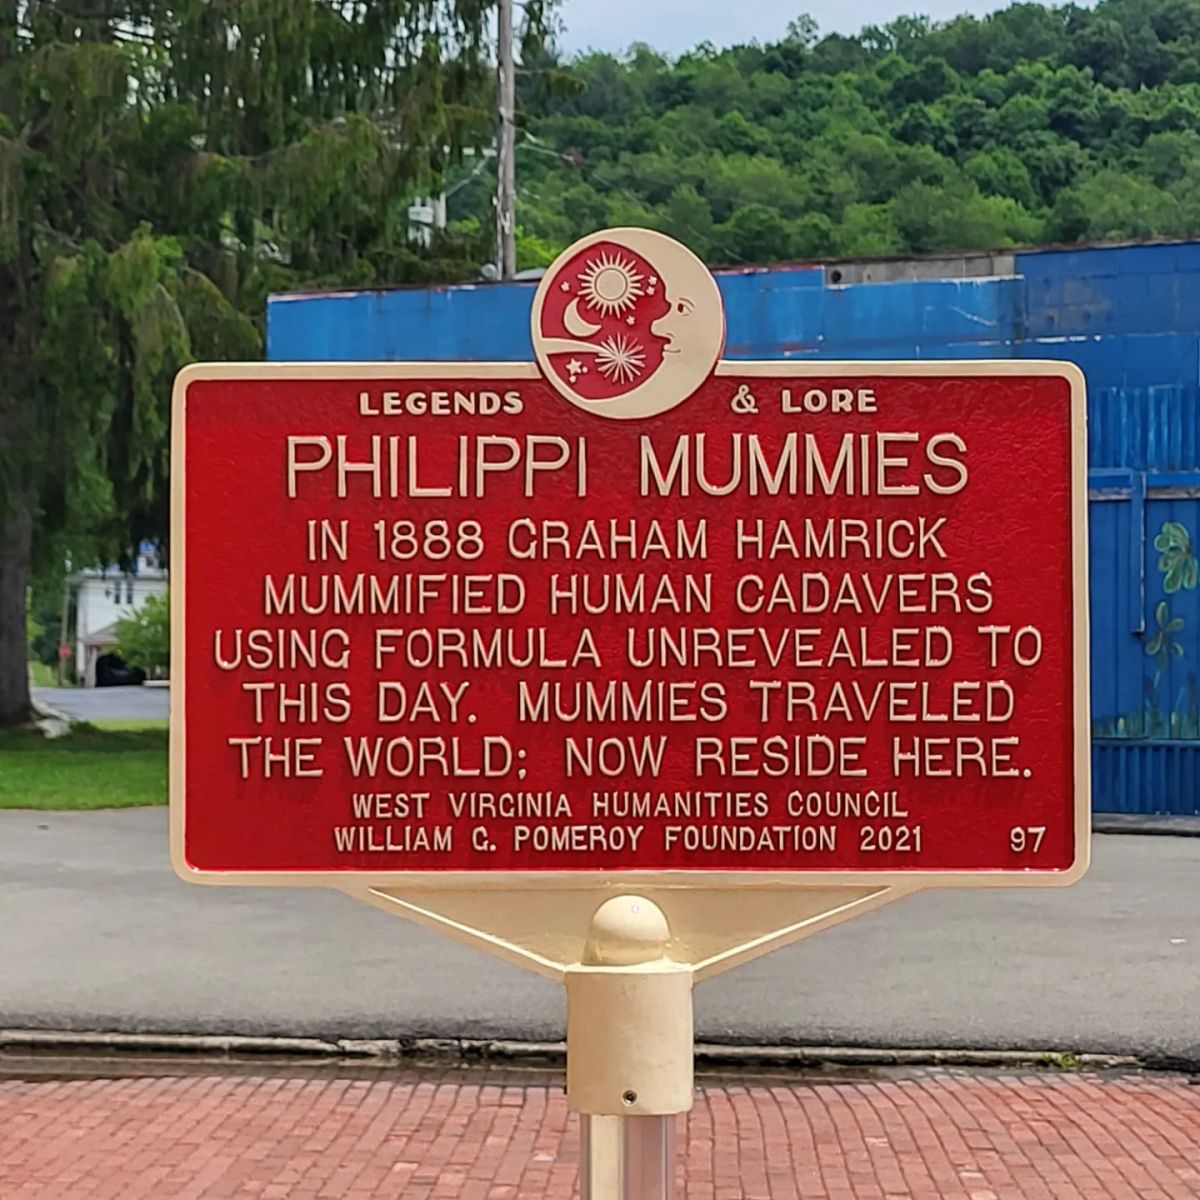 LEGENDS & LORE
PHILIPPI MUMMIES
IN 1888 GRAHAM HAMRICK
MUMMIFIED HUMAN CADAVERS
USING FORMULA UNREVEALED TO
THIS DAY. MUMMIES TRAVELED
THE WORLD; NOW RESIDE HERE.
WEST VIRGINIA HUMANITIES COUNCIL
WILLIAM G. POMEROY FOUNDATION 2021 97